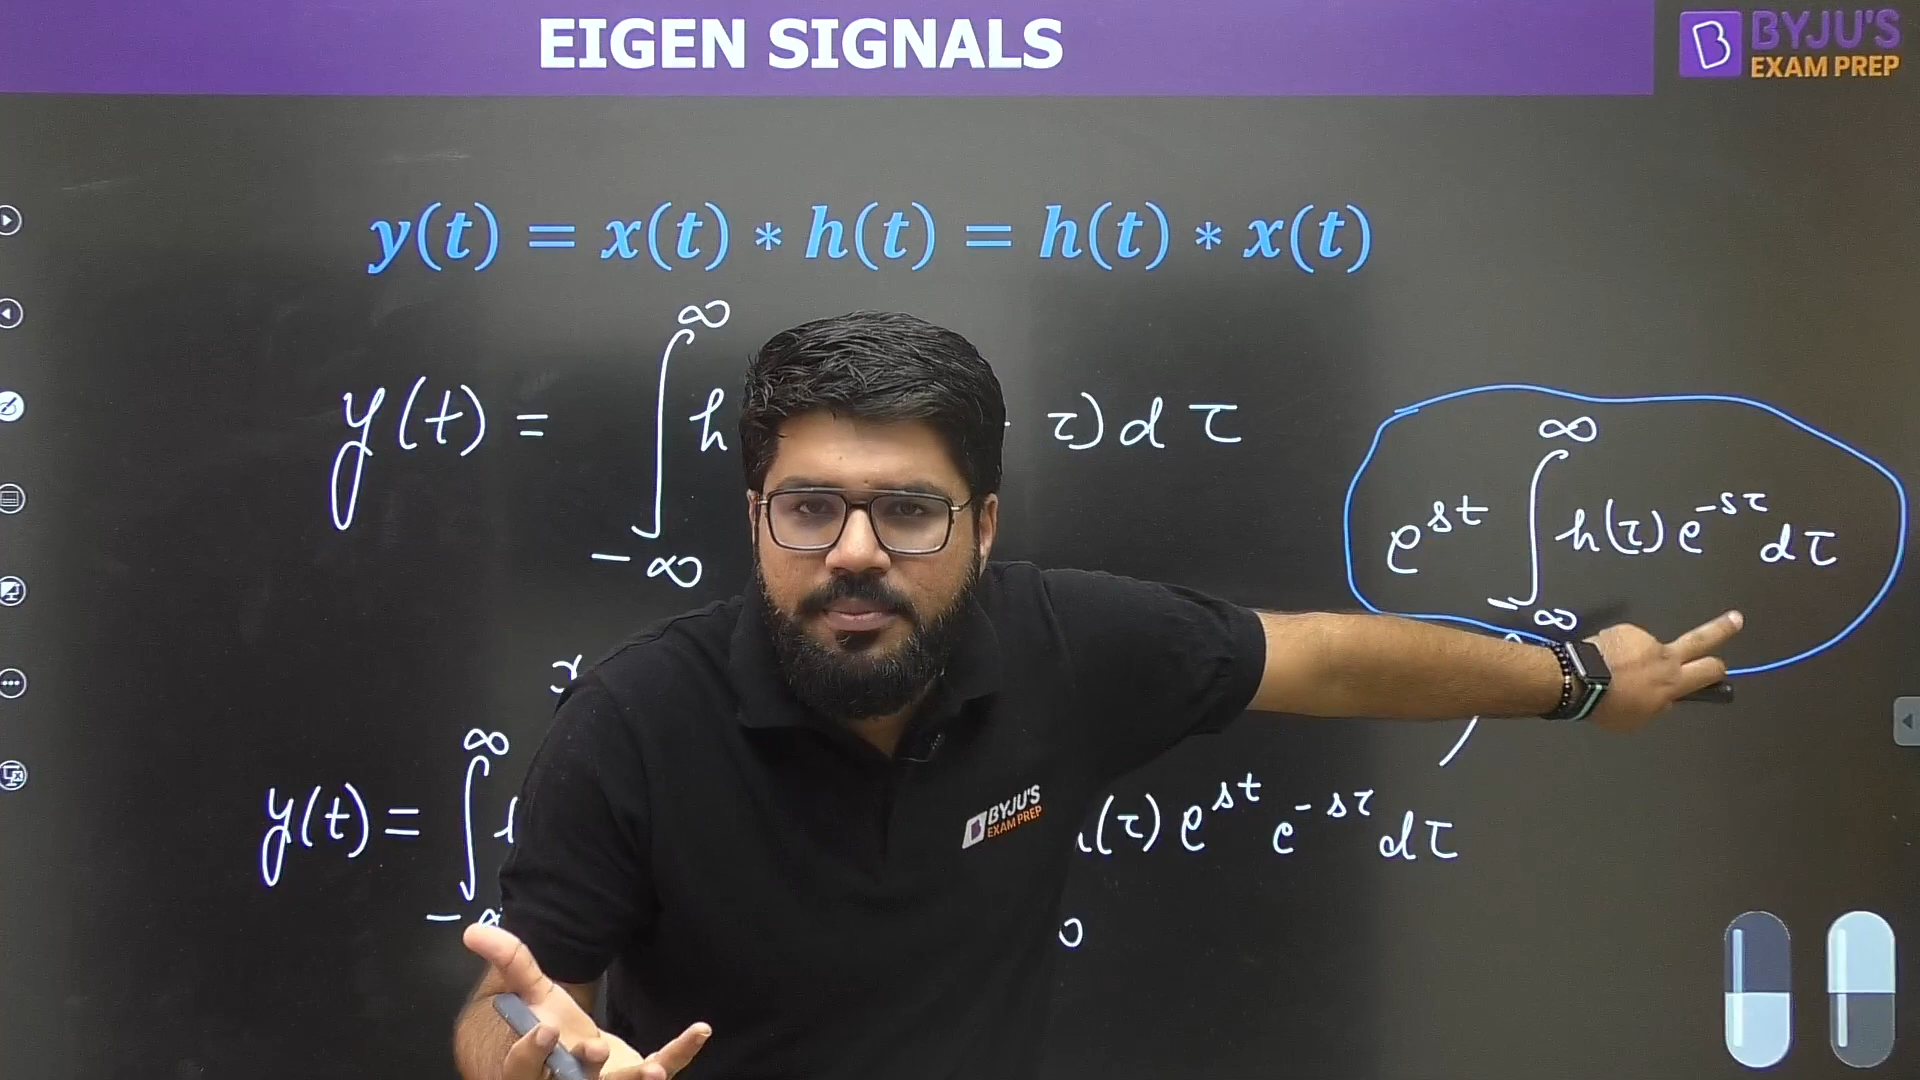 EIGEN SIGNALS
BYJU'S
EXAM PREP
y(t) = x(t) * h(t) = h(t) * x(t)
y(t) = ∫ h τ) d τ
∞
- ∞
e^st ∫ h(τ) e^-sτ dτ
∞
- ∞
x
y(t) = ∫ (τ) e^st e^-sτ dτ
∞
- ∞
BYJU'S
EXAM PREP